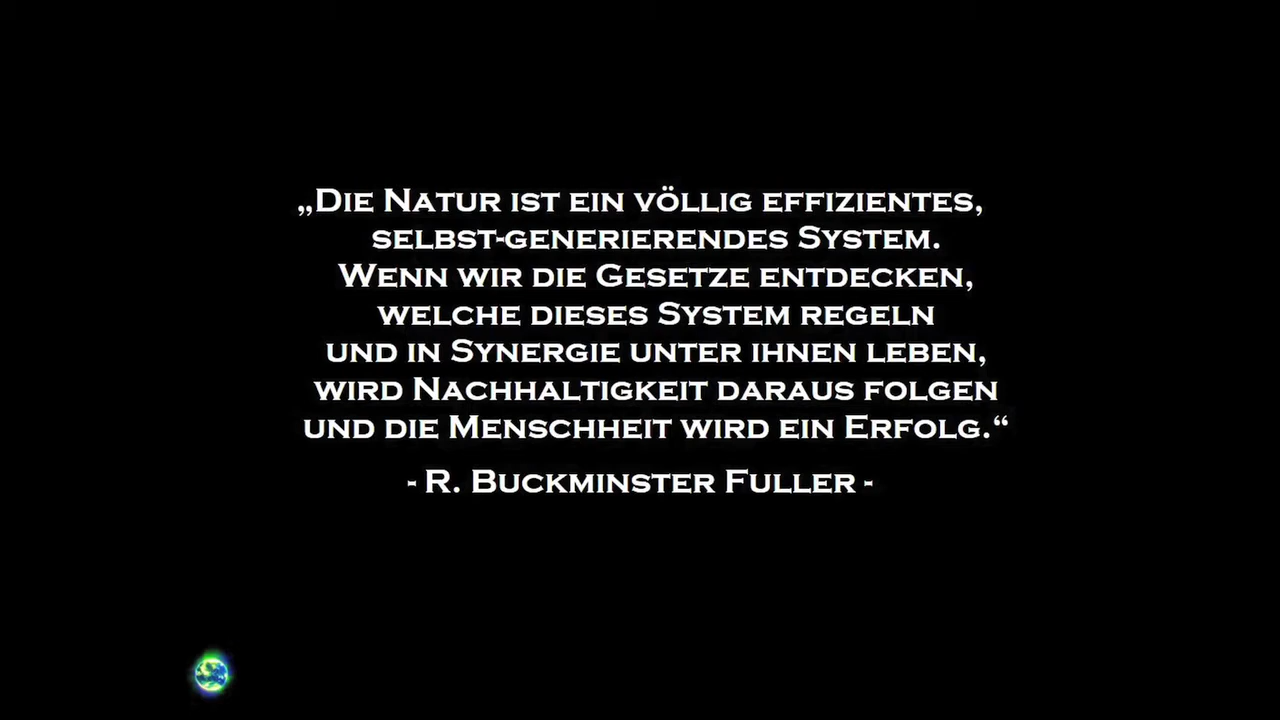 „Die Natur ist ein völlig effizientes,
selbst-generierendes System.
Wenn wir die Gesetze entdecken,
welche dieses System regeln
und in Synergie unter ihnen leben,
wird Nachhaltigkeit daraus folgen
und die Menschheit wird ein Erfolg.“
- R. Buckminster Fuller -